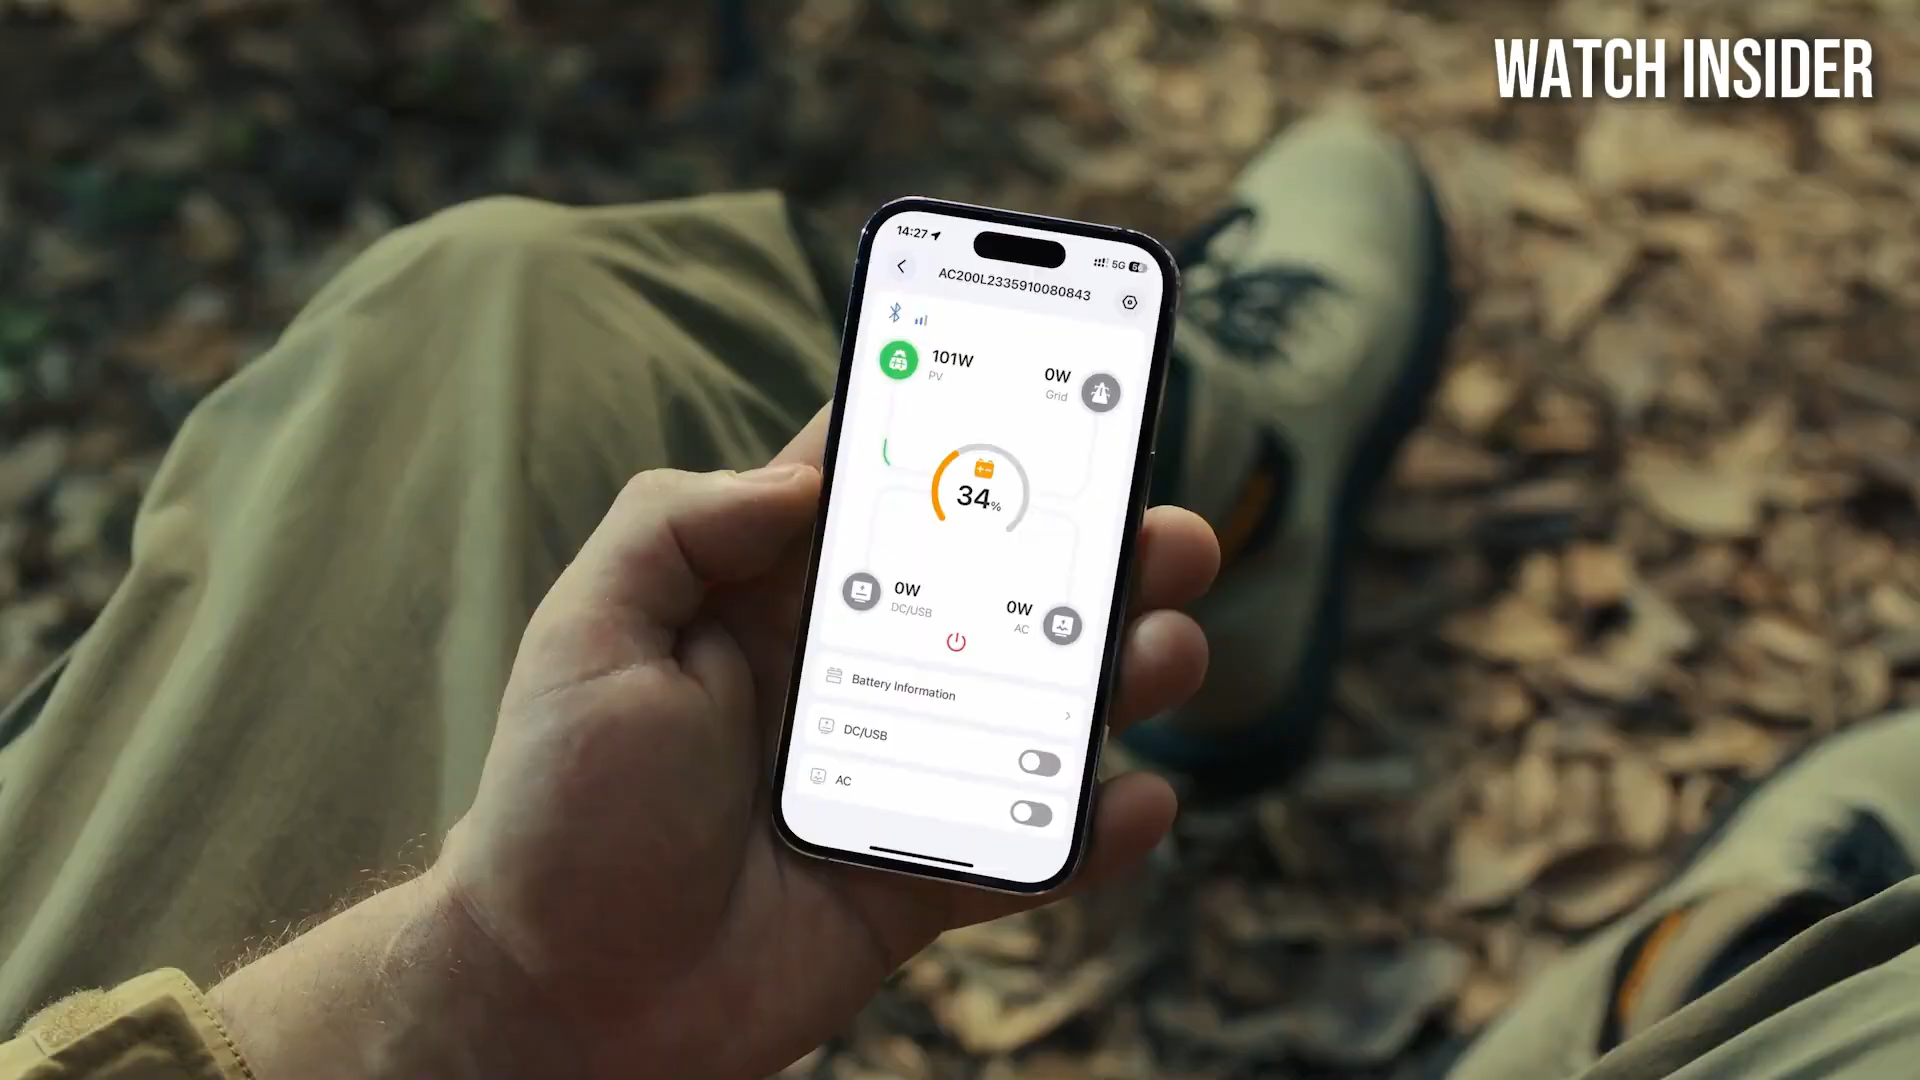 WATCH INSIDER
14:27
5G
AC200L2335910080843
101W
PV
0W
Grid
34%
0W
DC/USB
0W
AC
Battery Information
DC/USB
AC